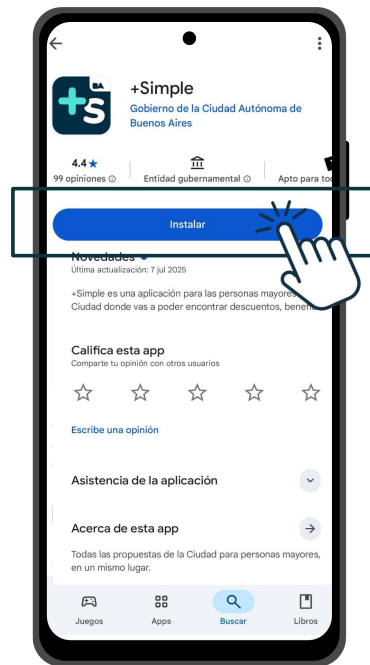 BA
+s
+Simple
Gobierno de la Ciudad Autónoma de
Buenos Aires
4.4 ★
99 opiniones
Entidad gubernamental
Apto para to
Instalar
Novedades
Última actualización: 7 jul 2025
+Simple es una aplicación para las personas mayores
Ciudad donde vas a poder encontrar descuentos,
Califica esta app
Comparte tu opinión con otros usuarios
Escribe una opinión
Asistencia de la aplicación
Acerca de esta app
Todas las propuestas de la Ciudad para personas mayores,
en un mismo lugar.
Juegos
Apps
Buscar
Libros